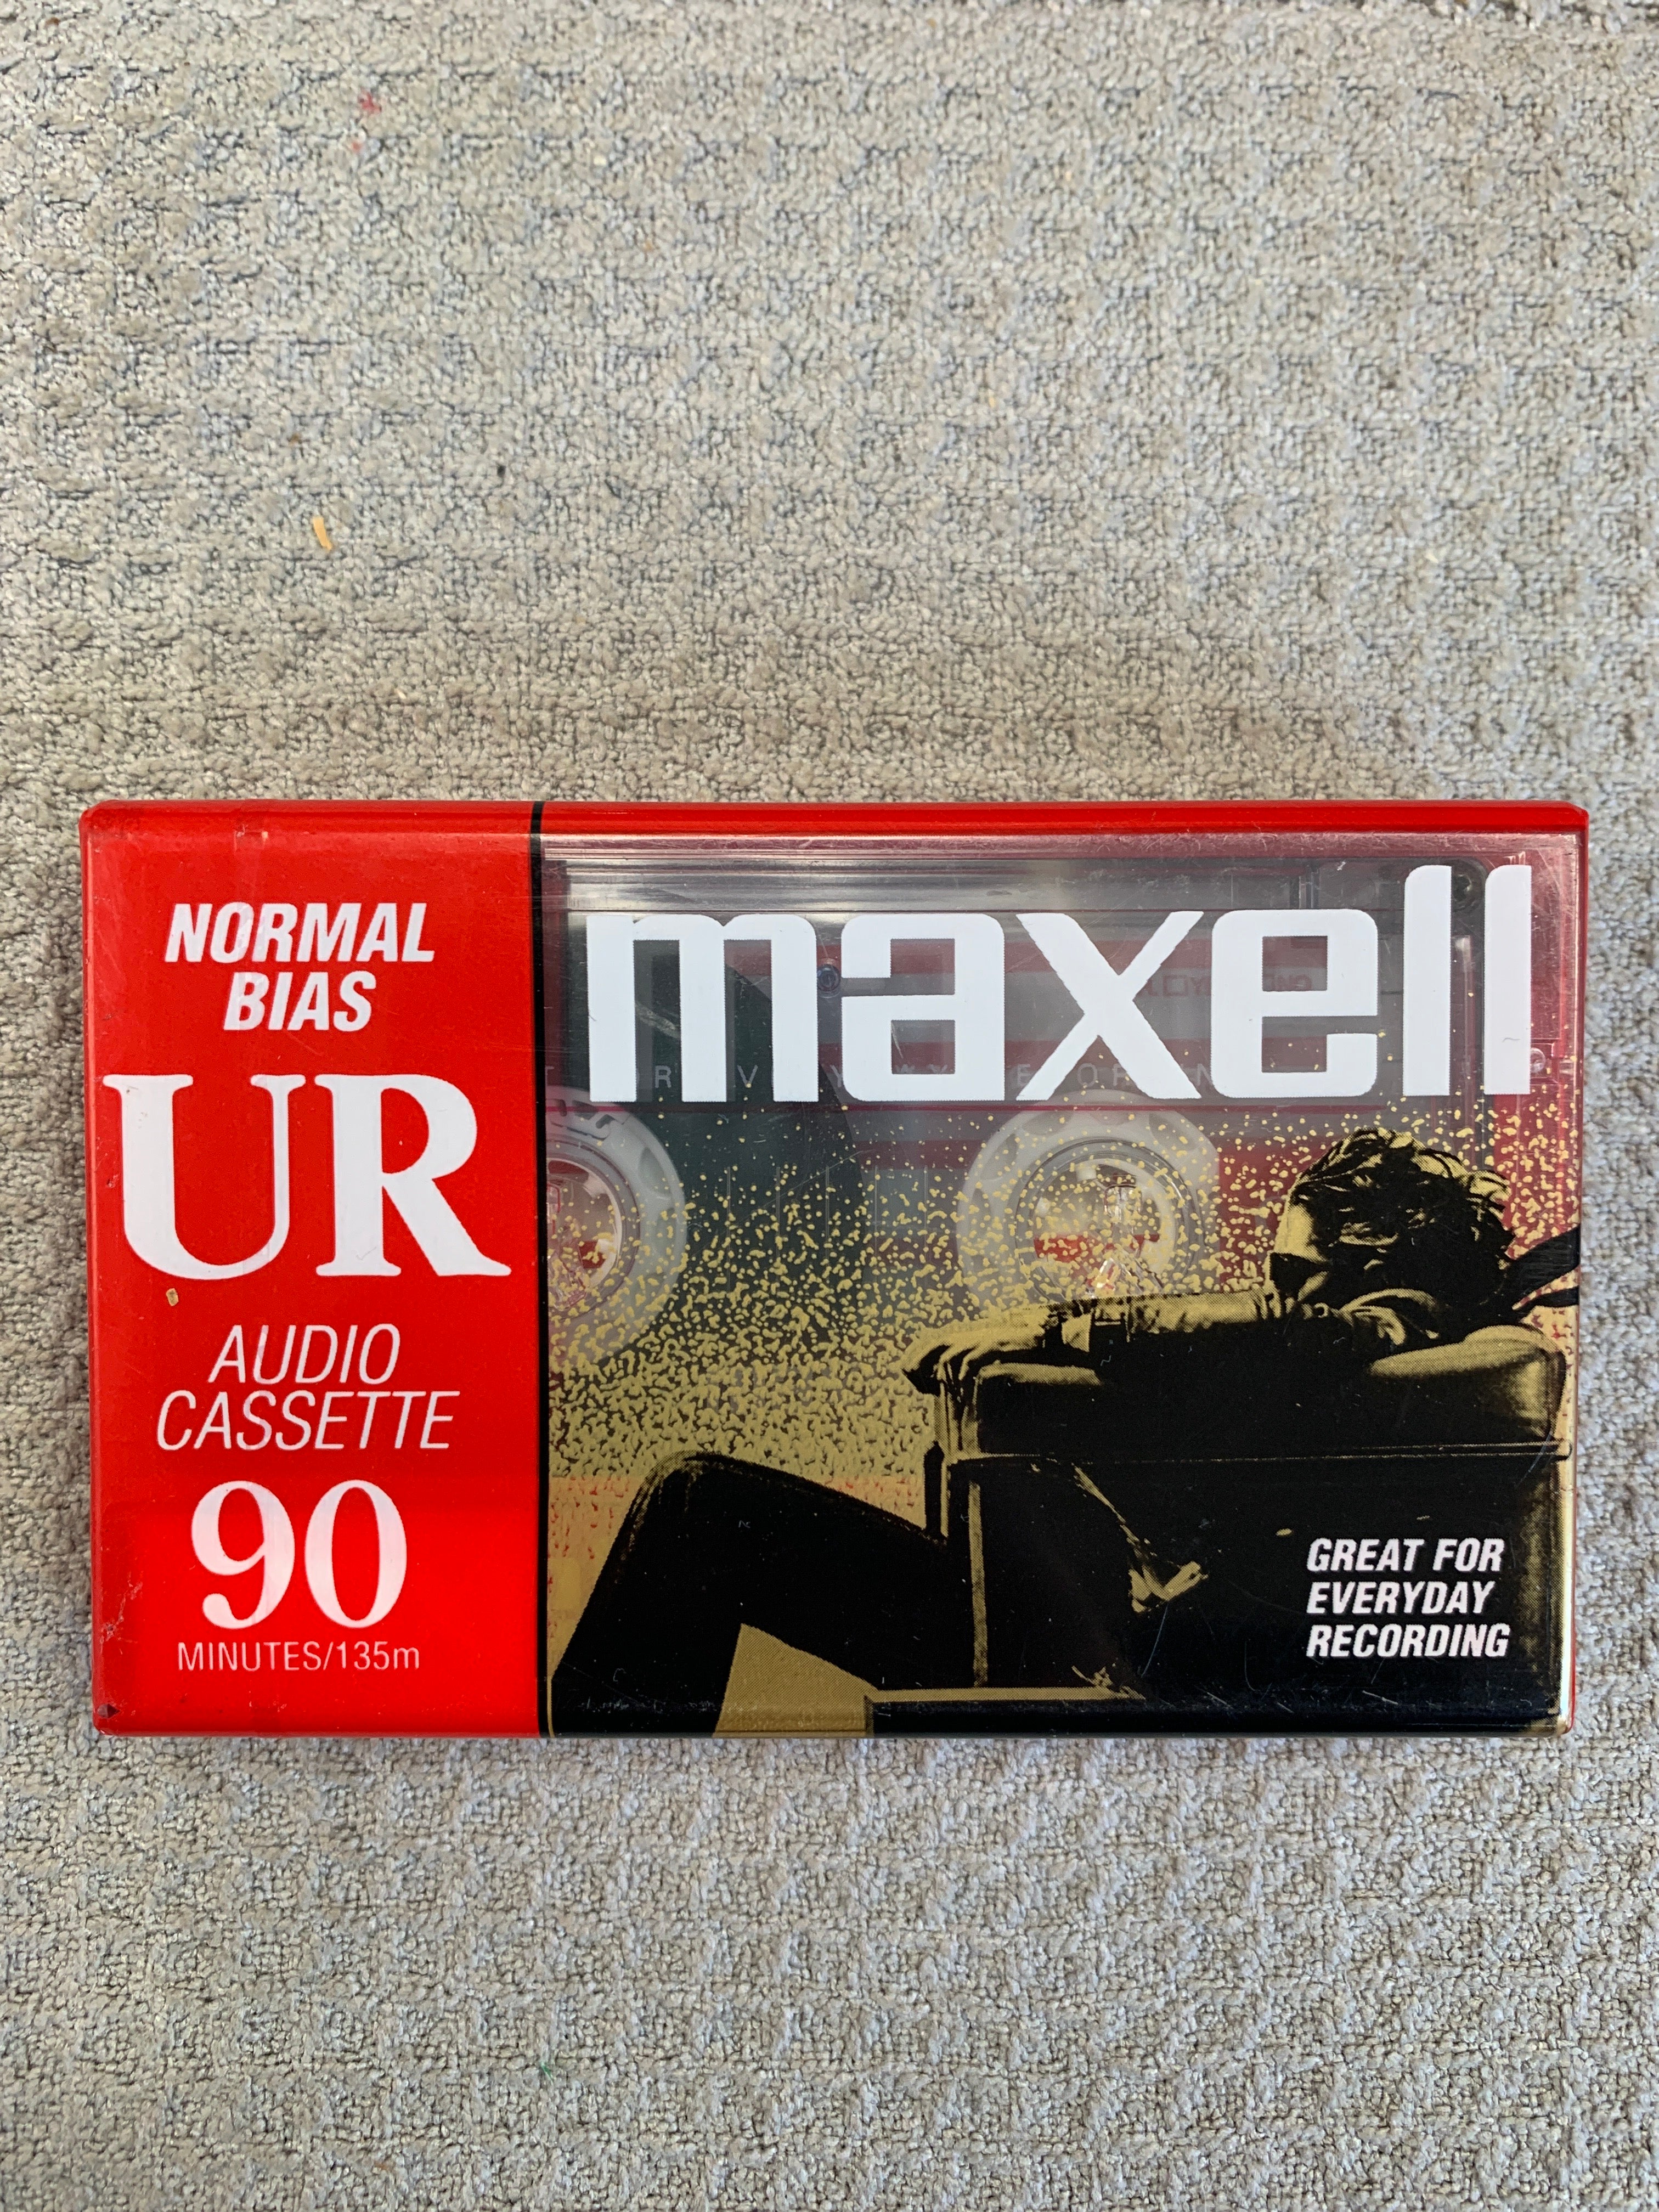 NORMAL
BIAS
UR
AUDIO
CASSETTE
90
MINUTES/135m
maxell
GREAT FOR
EVERYDAY
RECORDING